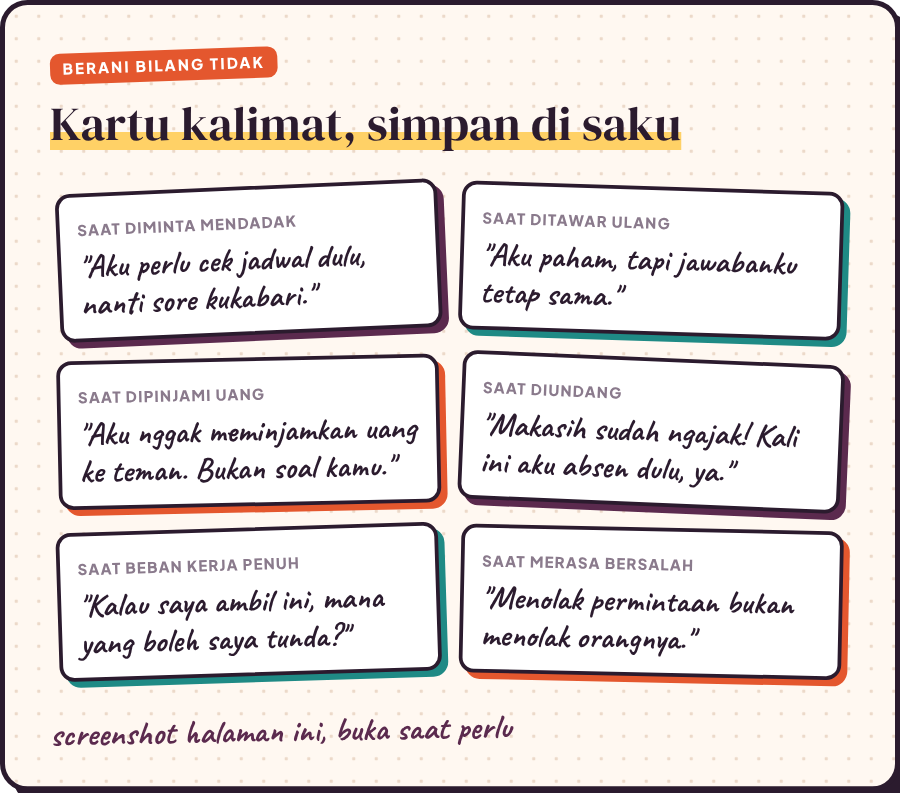 BERANI BILANG TIDAK
Kartu kalimat, simpan di saku
SAAT DIMINTA MENDADAK
"Aku perlu cek jadwal dulu,
nanti sore kukabari."
SAAT DITAWAR ULANG
"Aku paham, tapi jawabanku
tetap sama."
SAAT DIPINJAMI UANG
"Aku nggak meminjamkan uang
ke teman. Bukan soal kamu."
SAAT DIUNDANG
"Makasih sudah ngajak! Kali
ini aku absen dulu, ya."
SAAT BEBAN KERJA PENUH
"Kalau saya ambil ini, mana
yang boleh saya tunda?"
SAAT MERASA BERSALAH
"Menolak permintaan bukan
menolak orangnya."
screenshot halaman ini, buka saat perlu